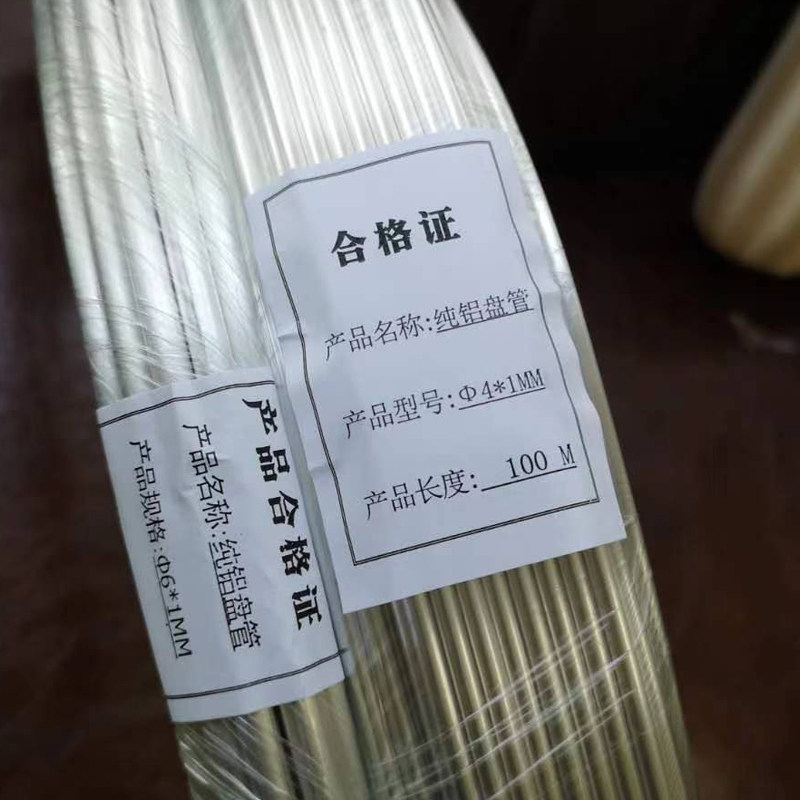 合格证
产品名称:纯铝盘管
产品型号:Φ4*1MM
产品长度: 100 M
产品合格证
产品名称:纯铝盘管
产品规格:Φ6*1MM